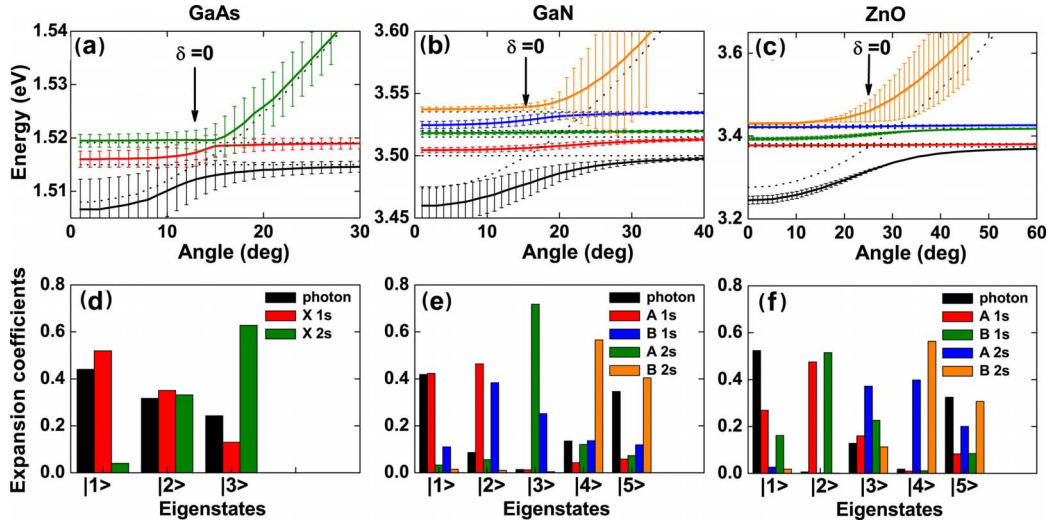 GaAs
GaN
ZnO
(a)
δ =0
Energy (eV)
1.54
1.53
1.52
1.51
0
10
20
30
Angle (deg)
(b)
δ =0
3.60
3.55
3.50
3.45
0
10
20
30
40
Angle (deg)
(c)
δ =0
3.6
3.4
3.2
0
10
20
30
40
50
60
Angle (deg)
(d)
photon
X 1s
X 2s
Expansion coefficients
0.8
0.6
0.4
0.2
0.0
|1>
|2>
|3>
Eigenstates
(e)
photon
A 1s
B 1s
A 2s
B 2s
0.8
0.6
0.4
0.2
0.0
|1>
|2>
|3>
|4>
|5>
Eigenstates
(f)
photon
A 1s
B 1s
A 2s
B 2s
0.8
0.6
0.4
0.2
0.0
|1>
|2>
|3>
|4>
|5>
Eigenstates